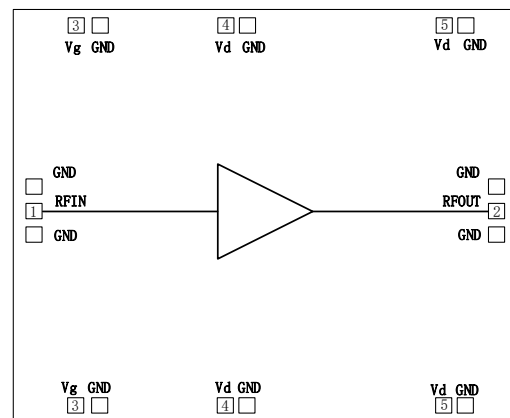 3 4 5
Vg GND Vd GND Vd GND
GND GND
RFIN RFOUT
1 2
GND GND
Vg GND Vd GND Vd GND
3 4 5